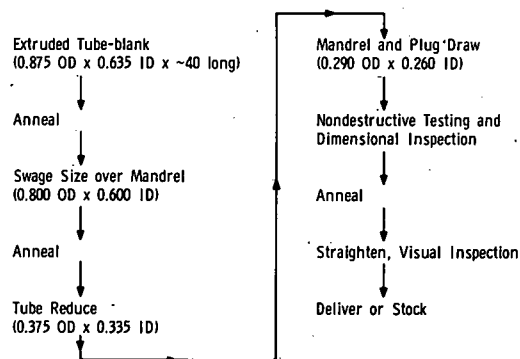 Extruded Tube-blank
(0.875 OD x 0.635 ID x ~40 long)
Anneal
Swage Size over Mandrel
(0.800 OD x 0.600 ID)
Anneal
Tube Reduce
(0.375 OD x 0.335 ID)
Mandrel and Plug Draw
(0.290 OD x 0.260 ID)
Nondestructive Testing and
Dimensional Inspection
Anneal
Straighten, Visual Inspection
Deliver or Stock